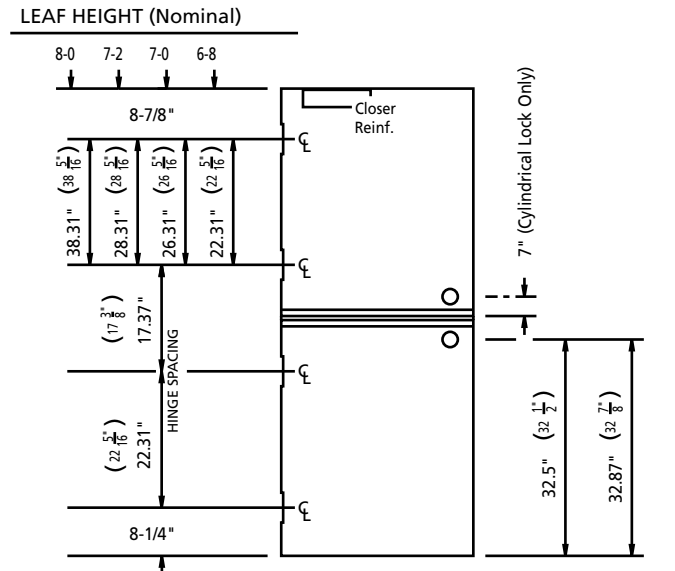 LEAF HEIGHT (Nominal)
8-0 7-2 7-0 6-8
8-7/8"
Closer
Reinf.
7" (Cylindrical Lock Only)
38.31" (38 5/16")
28.31" (28 5/16")
26.31" (26 5/16")
22.31" (22 5/16")
℄
℄
17.37" (17 3/8")
HINGE SPACING
℄
22.31" (22 5/16")
32.5" (32 1/2")
32.87" (32 7/8")
℄
8-1/4"